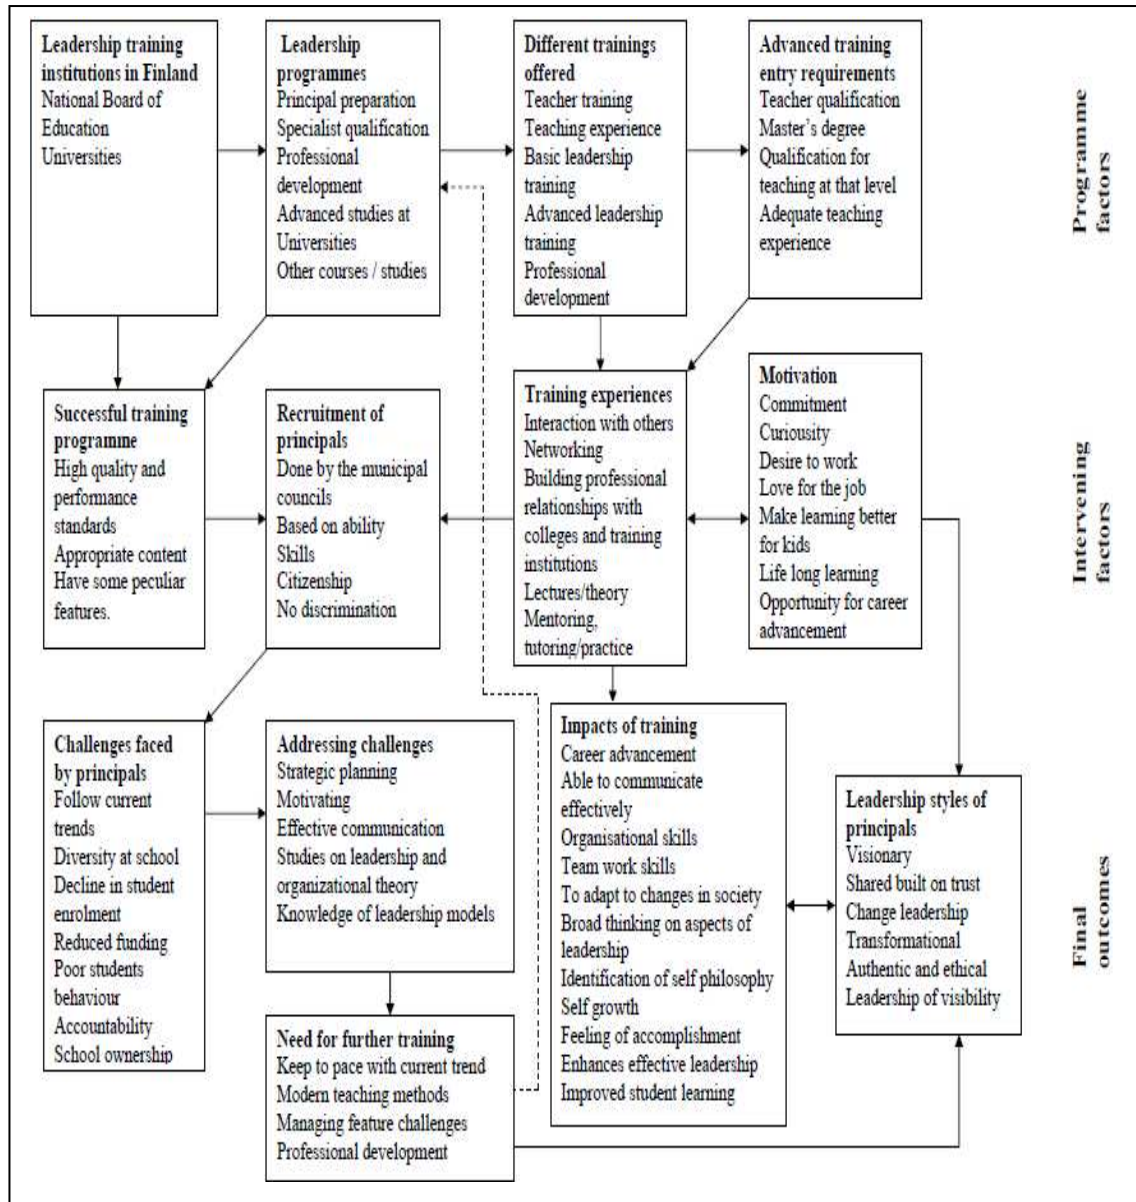 Leadership training
institutions in Finland
National Board of
Education
Universities
Leadership
programmes
Principal preparation
Specialist qualification
Professional
development
Advanced studies at
Universities
Other courses / studies
Different trainings
offered
Teacher training
Teaching experience
Basic leadership
training
Advanced leadership
training
Professional
development
Advanced training
entry requirements
Teacher qualification
Master's degree
Qualification for
teaching at that level
Adequate teaching
experience
Programme
factors
Successful training
programme
High quality and
performance
standards
Appropriate content
Have some peculiar
features.
Recruitment of
principals
Done by the municipal
councils
Based on ability
Skills
Citizenship
No discrimination
Training experiences
Interaction with others
Networking
Building professional
relationships with
colleges and training
institutions
Lectures/theory
Mentoring,
tutoring/practice
Motivation
Commitment
Curiousity
Desire to work
Love for the job
Make learning better
for kids
Life long learning
Opportunity for career
advancement
Intervening
factors
Challenges faced
by principals
Follow current
trends
Diversity at school
Decline in student
enrolment
Reduced funding
Poor students
behaviour
Accountability
School ownership
Addressing challenges
Strategic planning
Motivating
Effective communication
Studies on leadership and
organizational theory
Knowledge of leadership models
Need for further training
Keep to pace with current trend
Modern teaching methods
Managing feature challenges
Professional development
Impacts of training
Career advancement
Able to communicate
effectively
Organisational skills
Team work skills
To adapt to changes in society
Broad thinking on aspects of
leadership
Identification of self philosophy
Self growth
Feeling of accomplishment
Enhances effective leadership
Improved student learning
Leadership styles of
principals
Visionary
Shared built on trust
Change leadership
Transformational
Authentic and ethical
Leadership of visibility
Final
outcomes